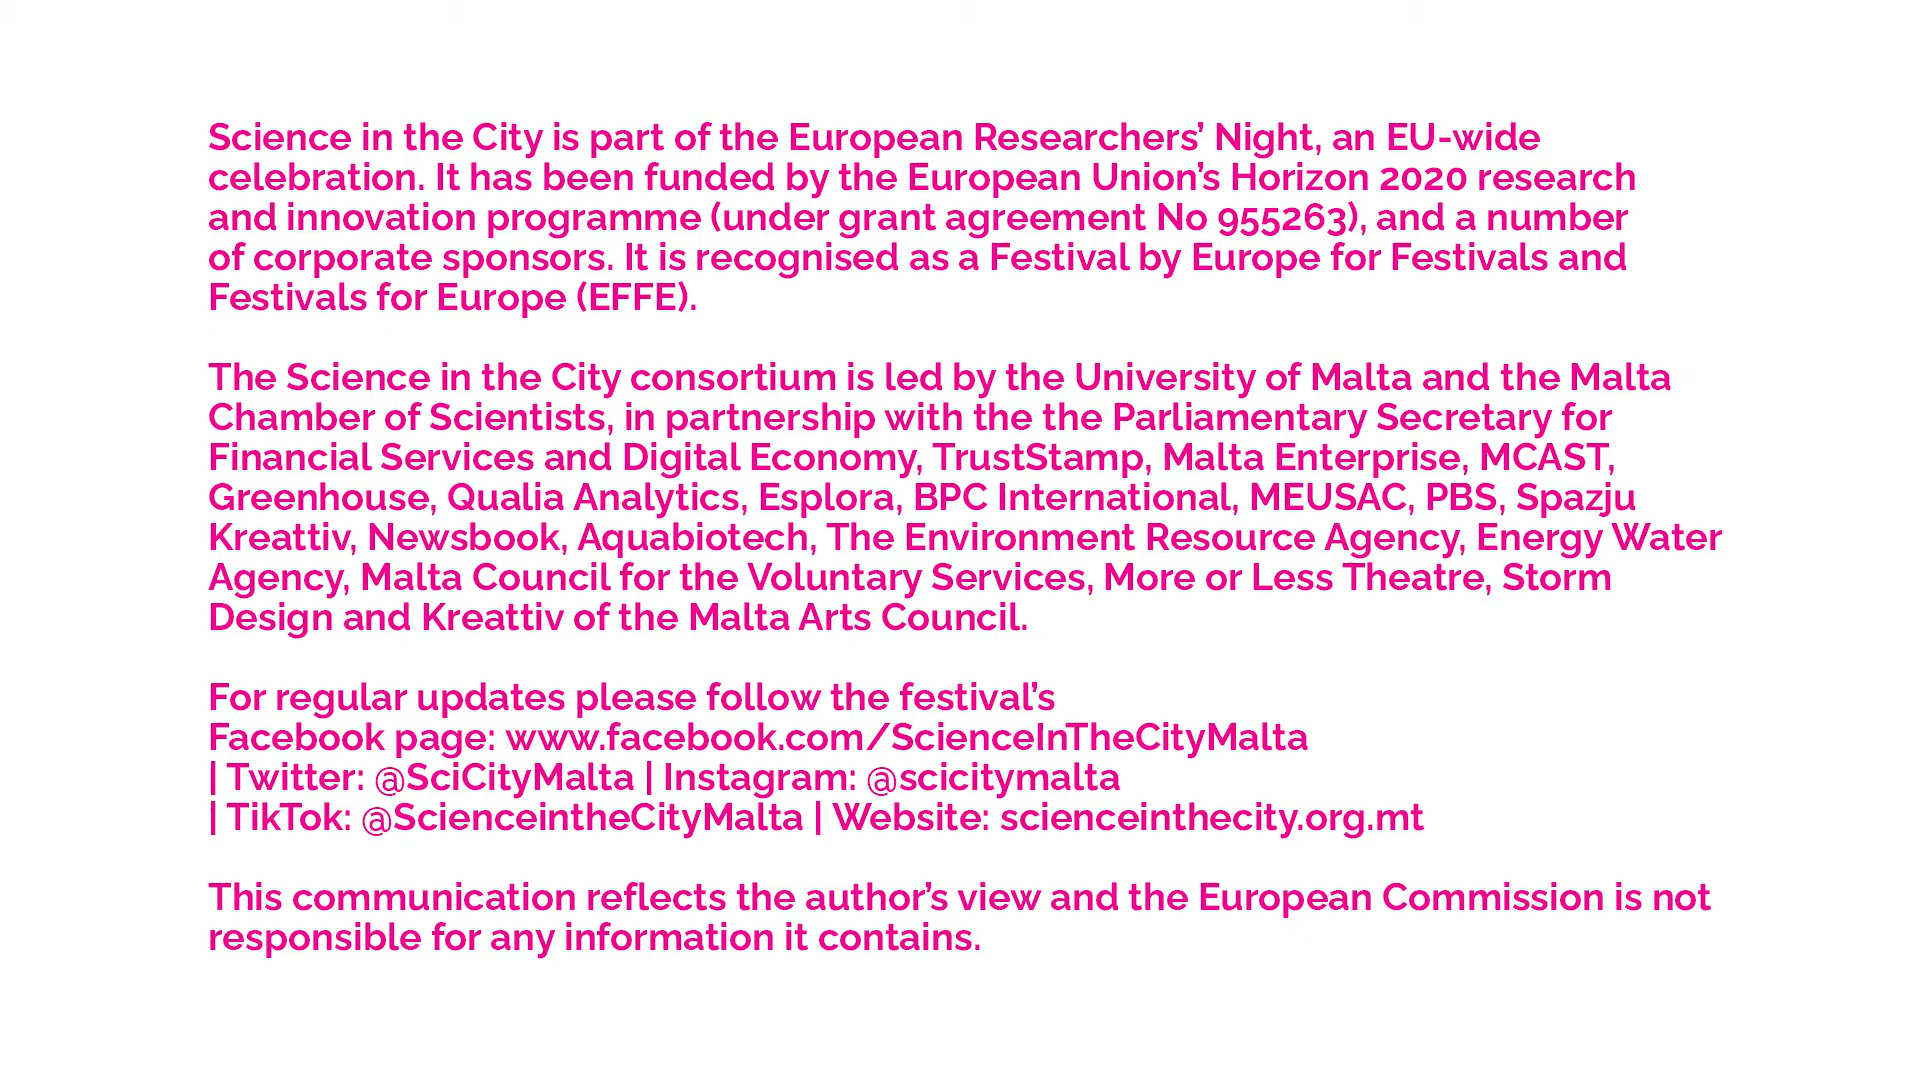 Science in the City is part of the European Researchers’ Night, an EU-wide
celebration. It has been funded by the European Union’s Horizon 2020 research
and innovation programme (under grant agreement No 955263), and a number
of corporate sponsors. It is recognised as a Festival by Europe for Festivals and
Festivals for Europe (EFFE).
The Science in the City consortium is led by the University of Malta and the Malta
Chamber of Scientists, in partnership with the the Parliamentary Secretary for
Financial Services and Digital Economy, TrustStamp, Malta Enterprise, MCAST,
Greenhouse, Qualia Analytics, Esplora, BPC International, MEUSAC, PBS, Spazju
Kreattiv, Newsbook, Aquabiotech, The Environment Resource Agency, Energy Water
Agency, Malta Council for the Voluntary Services, More or Less Theatre, Storm
Design and Kreattiv of the Malta Arts Council.
For regular updates please follow the festival’s
Facebook page: www.facebook.com/ScienceInTheCityMalta
| Twitter: @SciCityMalta | Instagram: @scicitymalta
| TikTok: @ScienceintheCityMalta | Website: scienceinthecity.org.mt
This communication reflects the author’s view and the European Commission is not
responsible for any information it contains.